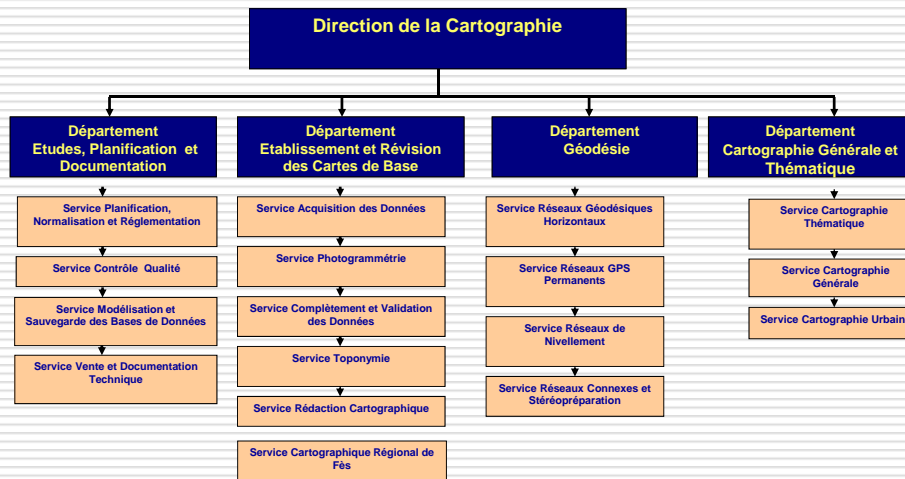 Direction de la Cartographie
Département
Etudes, Planification et
Documentation
Service Planification,
Normalisation et Réglementation
Service Contrôle Qualité
Service Modélisation et
Sauvegarde des Bases de Données
Service Vente et Documentation
Technique
Département
Etablissement et Révision
des Cartes de Base
Service Acquisition des Données
Service Photogrammétrie
Service Complètement et Validation
des Données
Service Toponymie
Service Rédaction Cartographique
Service Cartographique Régional de
Fès
Département
Géodésie
Service Réseaux Géodésiques
Horizontaux
Service Réseaux GPS
Permanents
Service Réseaux de
Nivellement
Service Réseaux Connexes et
Stéréopréparation
Département
Cartographie Générale et
Thématique
Service Cartographie
Thématique
Service Cartographie
Générale
Service Cartographie Urbain